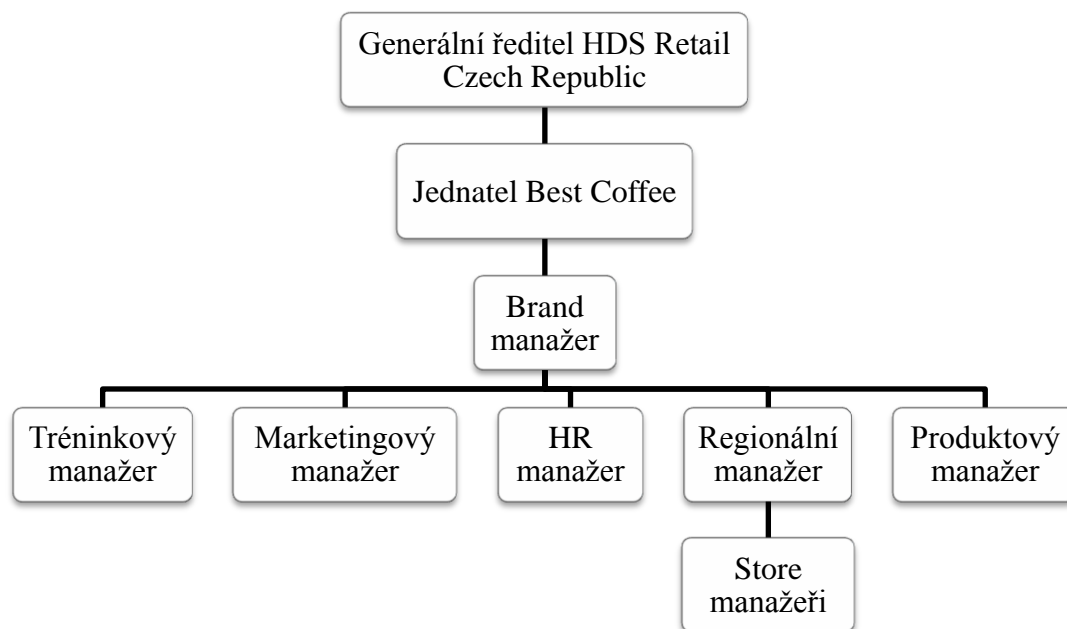 Generální ředitel HDS Retail
Czech Republic
Jednatel Best Coffee
Brand
manažer
Tréninkový
manažer
Marketingový
manažer
HR
manažer
Regionální
manažer
Produktový
manažer
Store
manažeři